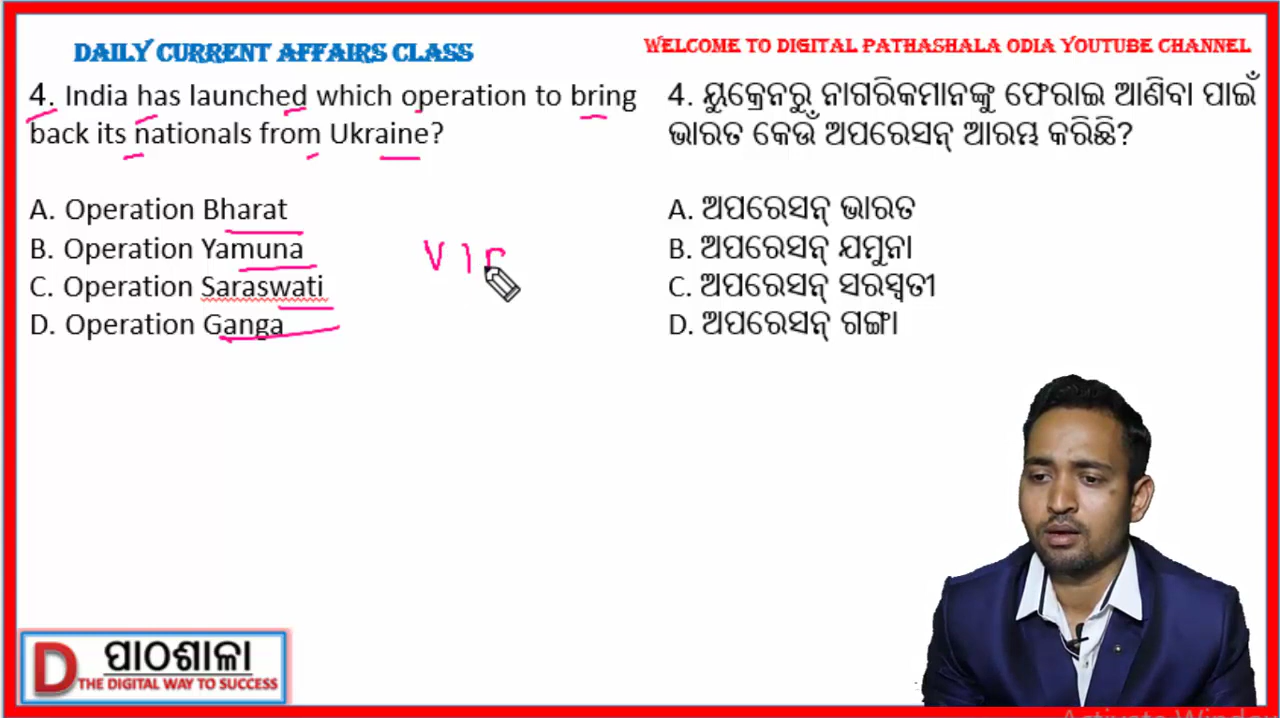 DAILY CURRENT AFFAIRS CLASS
WELCOME TO DIGITAL PATHASHALA ODIA YOUTUBE CHANNEL
4. India has launched which operation to bring
back its nationals from Ukraine?
A. Operation Bharat
B. Operation Yamuna
C. Operation Saraswati
D. Operation Ganga
4. ୟୁକ୍ରେନରୁ ନାଗରିକମାନଙ୍କୁ ଫେରାଇ ଆଣିବା ପାଇଁ
ଭାରତ କେଉଁ ଅପରେସନ୍ ଆରମ୍ଭ କରିଛି?
A. ଅପରେସନ୍ ଭାରତ
B. ଅପରେସନ୍ ଯମୁନା
C. ଅପରେସନ୍ ସରସ୍ୱତୀ
D. ଅପରେସନ୍ ଗଙ୍ଗା
D ପାଠଶାଳା
THE DIGITAL WAY TO SUCCESS